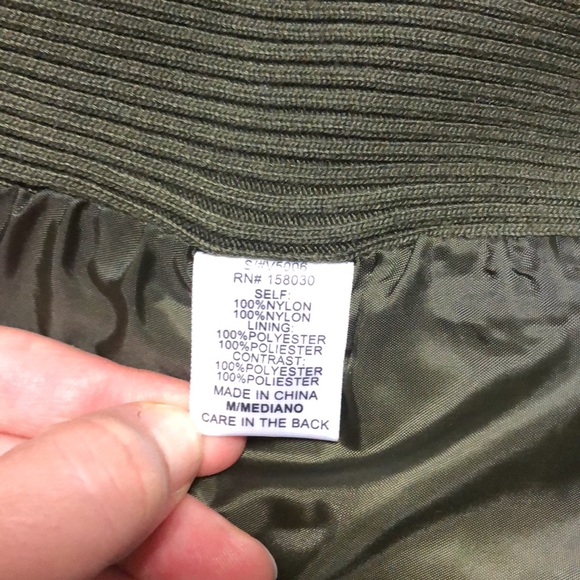 S/#V5006
RN# 158030
SELF:
100%NYLON
100%NYLON
LINING:
100%POLYESTER
100%POLIESTER
CONTRAST:
100%POLYESTER
100%POLIESTER
MADE IN CHINA
M/MEDIANO
CARE IN THE BACK